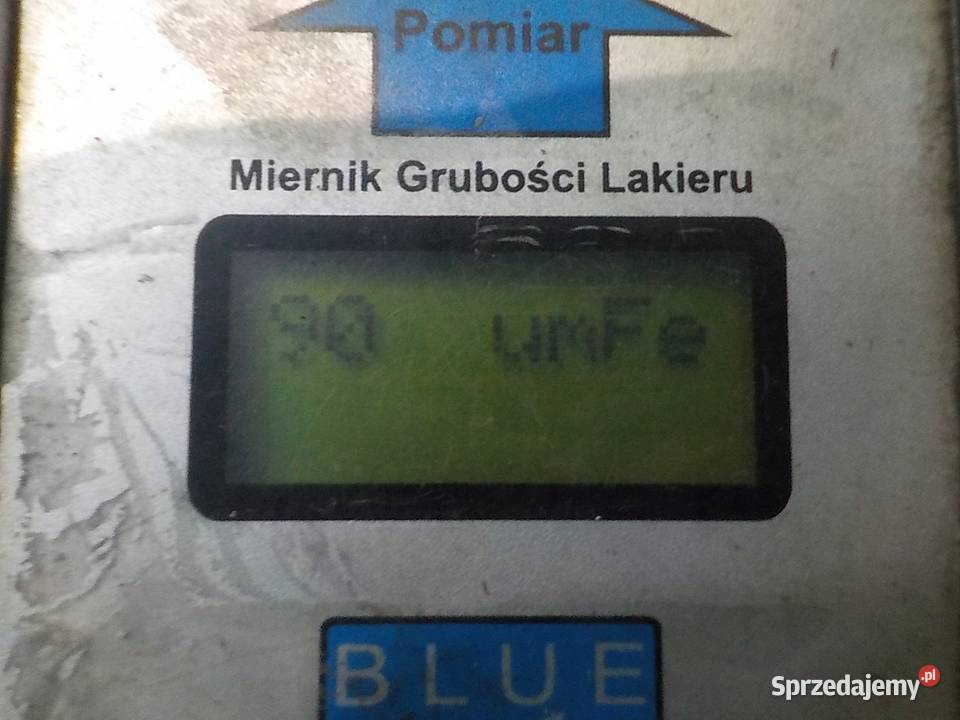 Pomiar
Miernik Grubości Lakieru
90 umFe
BLUE
Sprzedajemy.pl